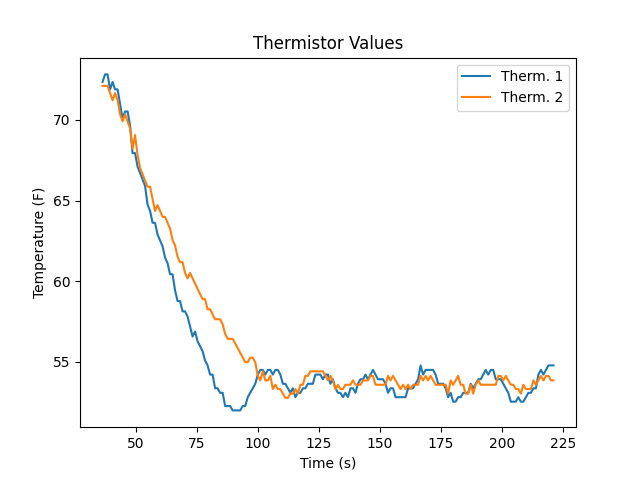 Thermistor Values
Therm. 1
Therm. 2
70
65
60
55
Temperature (F)
50 75 100 125 150 175 200 225
Time (s)